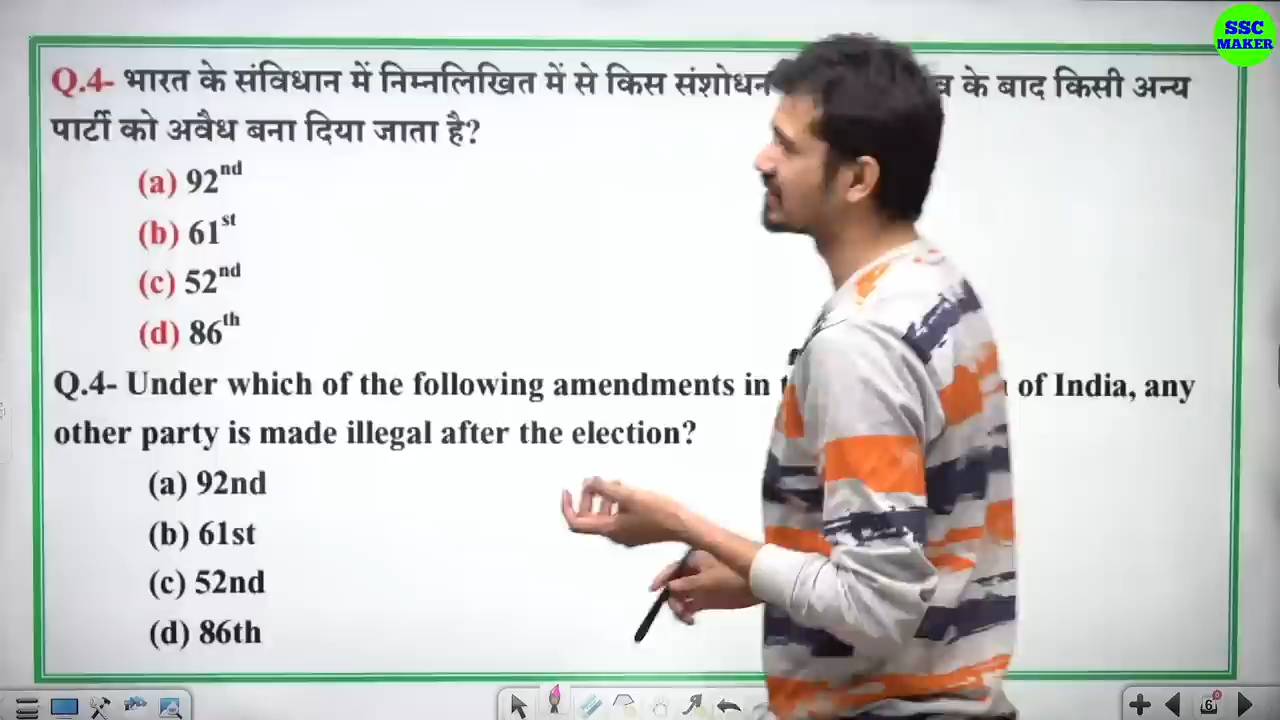 SSC
MAKER
Q.4- भारत के संविधान में निम्नलिखित में से किस संशोधन के बाद किसी अन्य
पार्टी को अवैध बना दिया जाता है?
(a) 92nd
(b) 61st
(c) 52nd
(d) 86th
Q.4- Under which of the following amendments in of India, any
other party is made illegal after the election?
(a) 92nd
(b) 61st
(c) 52nd
(d) 86th
6